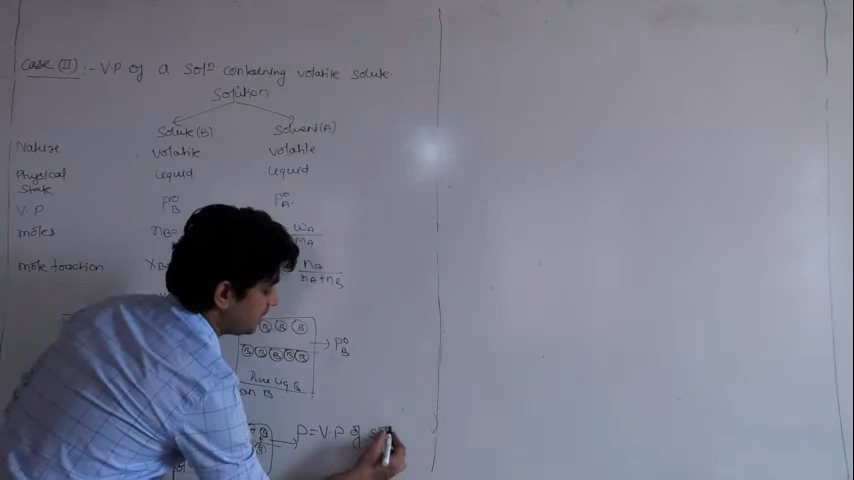 Case (II) :- V.P of a Solⁿ containing volatile solute.
Solution
Solute (B) Solvent (A)
Nature volatile volatile
Physical State Liquid Liquid
V.P P°B P°A.
moles nB= WA/MA
mole fraction XB= nA/nA+nB
B B B
B B B B B → P°B
B
P = V.P of